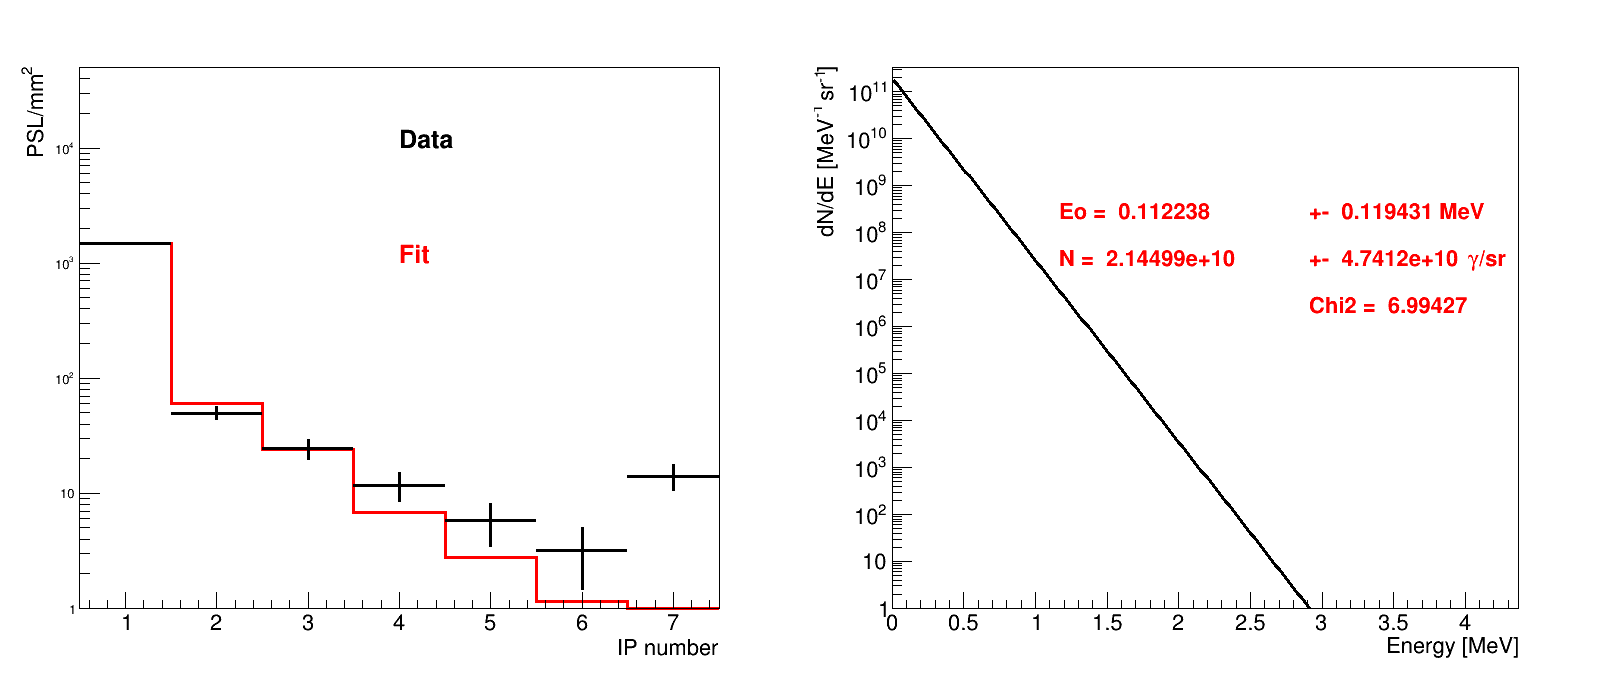 PSL/mm²
10⁴
10³
10²
10
1
Data
Fit
1 2 3 4 5 6 7
IP number
dN/dE [MeV⁻¹ sr⁻¹]
10¹¹
10¹⁰
10⁹
10⁸
10⁷
10⁶
10⁵
10⁴
10³
10²
10
1
Eo = 0.112238 +- 0.119431 MeV
N = 2.14499e+10 +- 4.7412e+10 γ/sr
Chi2 = 6.99427
0 0.5 1 1.5 2 2.5 3 3.5 4
Energy [MeV]